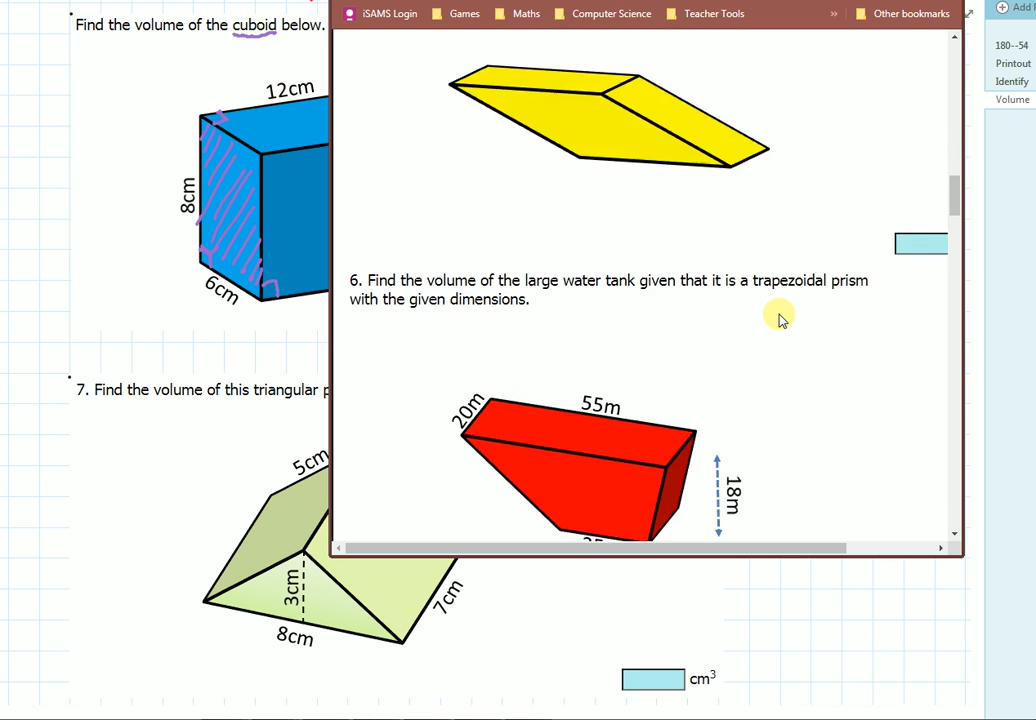 Find the volume of the cuboid below.
12cm
8cm
6cm
7. Find the volume of this triangular
5cm
3cm
8cm
7cm
cm³
iSAMS Login Games Maths Computer Science Teacher Tools » Other bookmarks
6. Find the volume of the large water tank given that it is a trapezoidal prism
with the given dimensions.
20m
55m
18m
Add
180--54
Printout
Identify
Volume